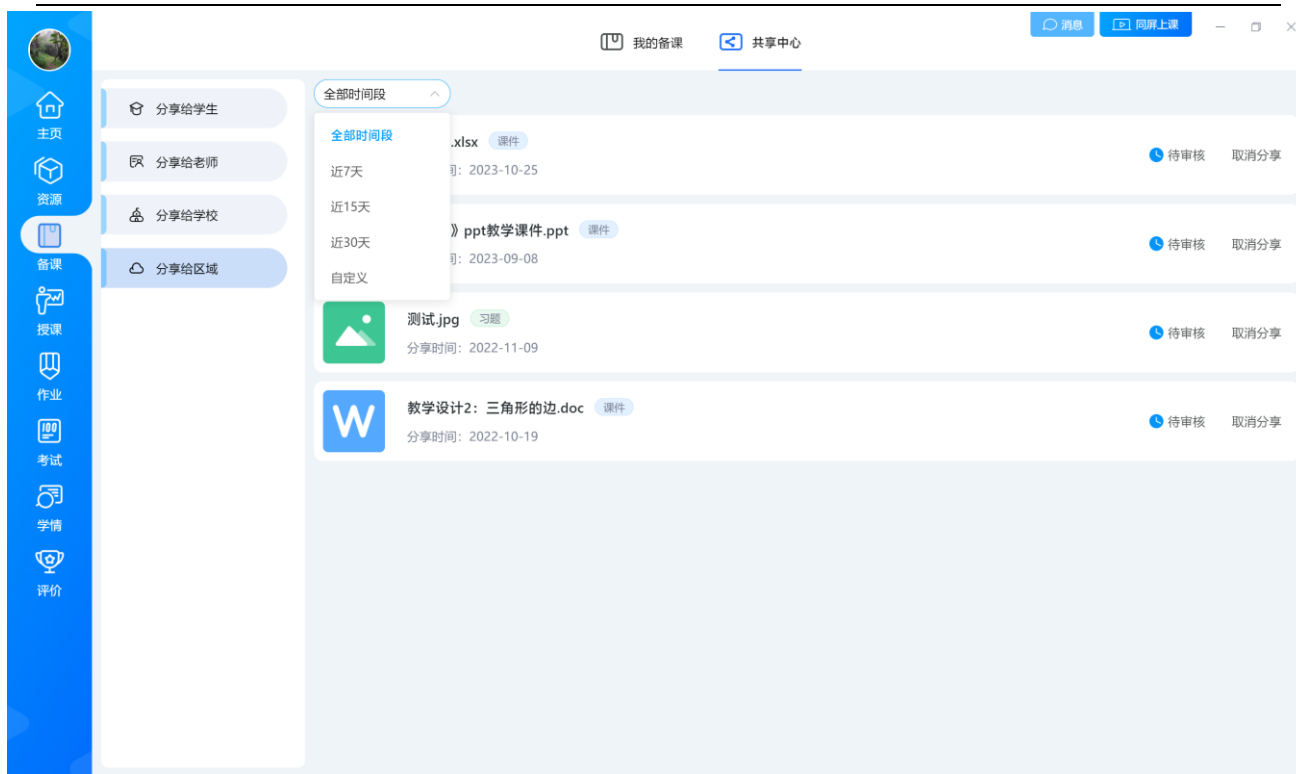 消息
同屏上课
我的备课
共享中心
主页
资源
备课
授课
作业
100
考试
学情
评价
分享给学生
分享给老师
分享给学校
分享给区域
全部时间段
全部时间段
近7天
近15天
近30天
自定义
.xlsx 课件
间：2023-10-25
待审核 取消分享
》ppt教学课件.ppt 课件
间：2023-09-08
待审核 取消分享
测试.jpg 习题
分享时间：2022-11-09
待审核 取消分享
W
教学设计2：三角形的边.doc 课件
分享时间：2022-10-19
待审核 取消分享